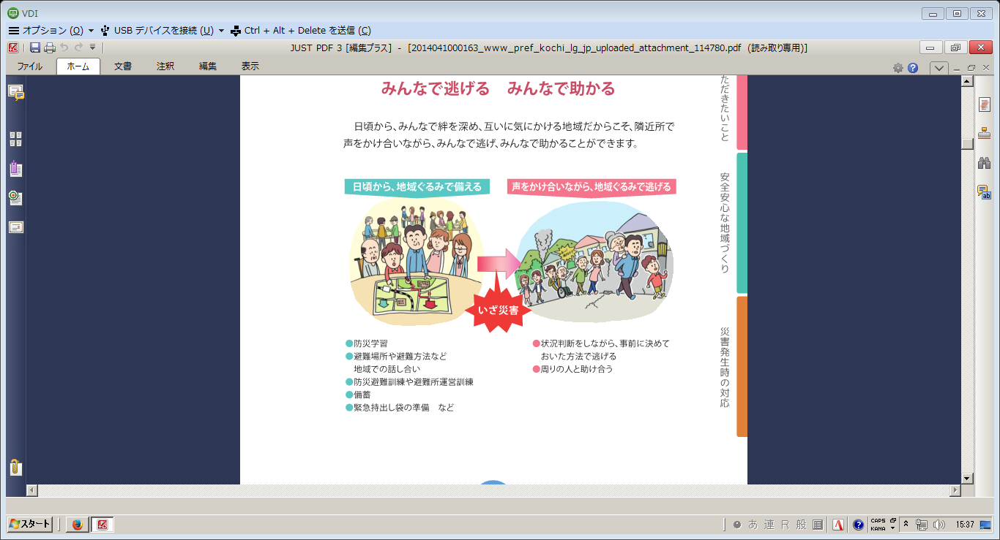 VDI
オプション (O)
USB デバイスを接続 (U)
Ctrl + Alt + Delete を送信 (C)
JUST PDF 3 [編集プラス] - [2014041000163_www_pref_kochi_lg_jp_uploaded_attachment_114780.pdf (読み取り専用)]
ファイル
ホーム
文書
注釈
編集
表示
みんなで逃げる みんなで助かる
日頃から、みんなで絆を深め、互いに気にかける地域だからこそ、隣近所で
声をかけ合いながら、みんなで逃げ、みんなで助かることができます。
日頃から、地域ぐるみで備える
声をかけ合いながら、地域ぐるみで逃げる
いざ災害
●防災学習
●避難場所や避難方法など
地域での話し合い
●防災避難訓練や避難所運営訓練
●備蓄
●緊急持出し袋の準備 など
●状況判断をしながら、事前に決めて
おいた方法で逃げる
●周りの人と助け合う
ただきたいこと
安全安心な地域づくり
災害発生時の対応
スタート
あ 連 R 般
CAPS
KANA
15:37